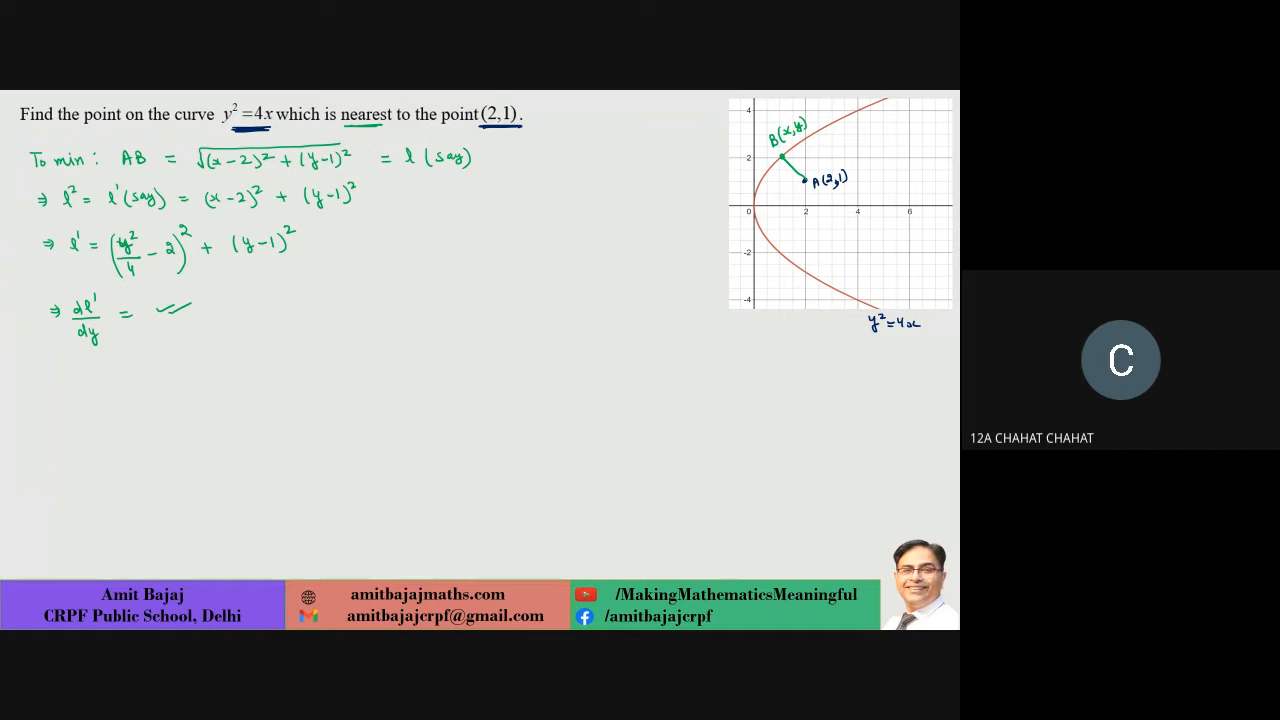 Find the point on the curve y² = 4x which is nearest to the point (2,1).
To min: AB = √(x-2)² + (y-1)² = l (say)
⇒ l² = l' (say) = (x-2)² + (y-1)²
⇒ l' = (y²/4 - 2)² + (y-1)²
⇒ dl'/dy =
4
B(x,y)
2
A(2,1)
0 2 4 6
-2
-4
y² = 4x
C
12A CHAHAT CHAHAT
Amit Bajaj
CRPF Public School, Delhi
amitbajajmaths.com
amitbajajcrpf@gmail.com
/MakingMathematicsMeaningful
/amitbajajcrpf